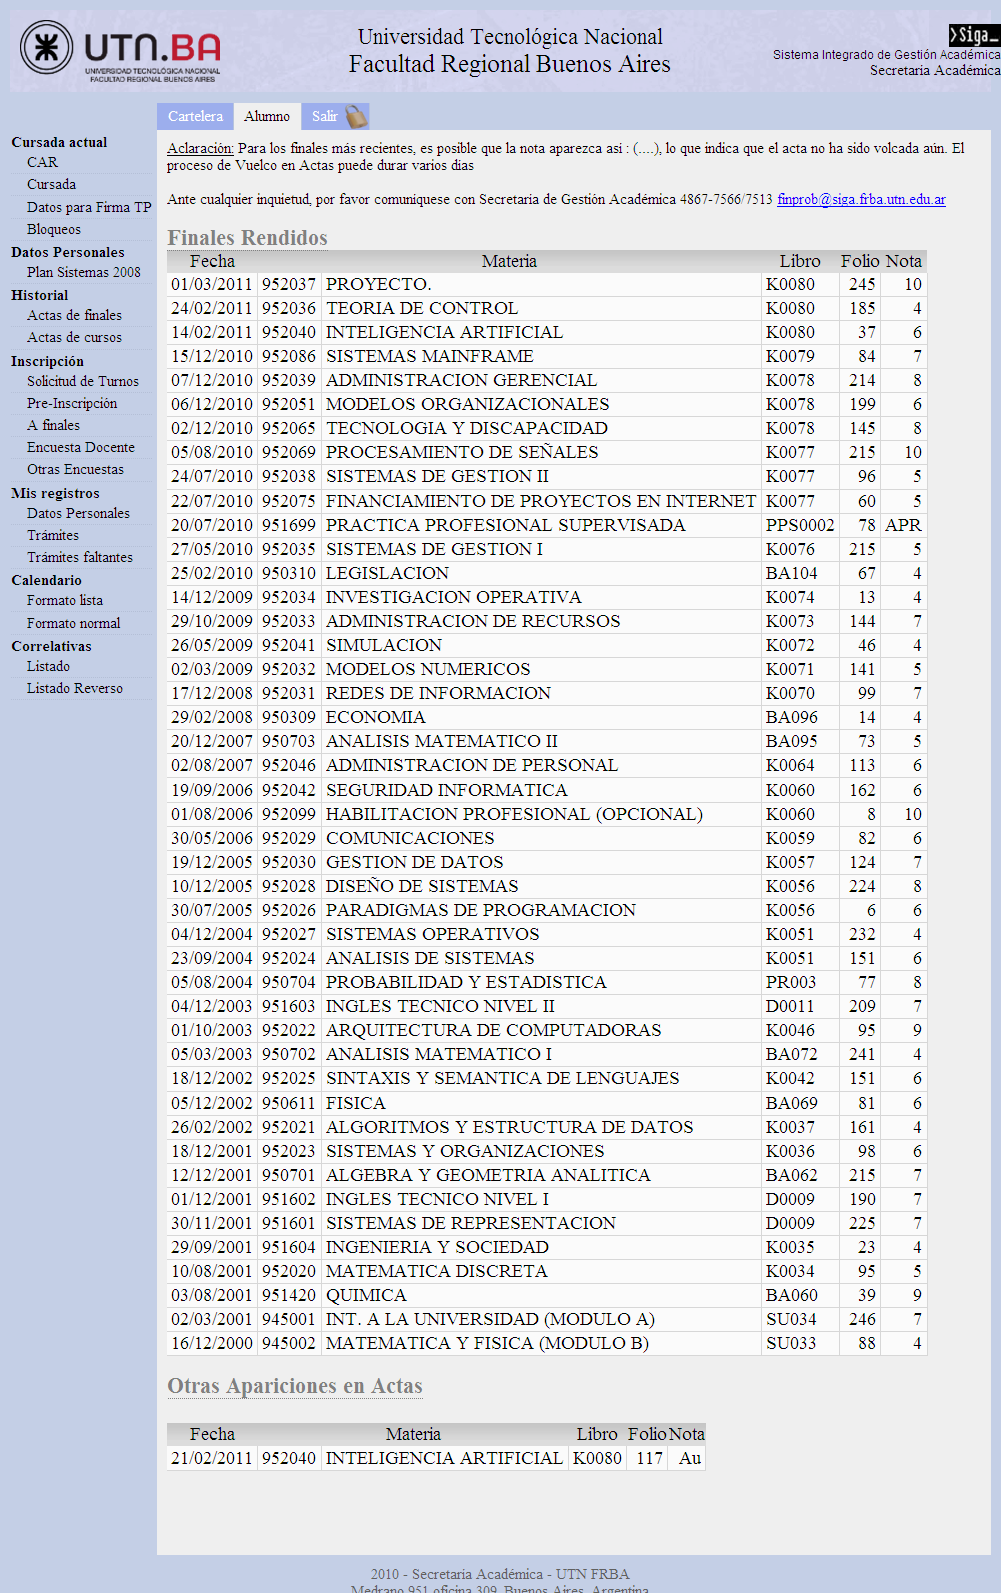 UTN.BA
UNIVERSIDAD TECNOLÓGICA NACIONAL
FACULTAD REGIONAL BUENOS AIRES
Universidad Tecnológica Nacional
Facultad Regional Buenos Aires
>Siga_
Sistema Integrado de Gestión Académica
Secretaria Académica
Cartelera Alumno Salir
Cursada actual
CAR
Cursada
Datos para Firma TP
Bloqueos
Datos Personales
Plan Sistemas 2008
Historial
Actas de finales
Actas de cursos
Inscripción
Solicitud de Turnos
Pre-Inscripción
A finales
Encuesta Docente
Otras Encuestas
Mis registros
Datos Personales
Trámites
Trámites faltantes
Calendario
Formato lista
Formato normal
Correlativas
Listado
Listado Reverso
Aclaración: Para los finales más recientes, es posible que la nota aparezca asi : (....), lo que indica que el acta no ha sido volcada aún. El
proceso de Vuelco en Actas puede durar varios dias
Ante cualquier inquietud, por favor comuniquese con Secretaria de Gestión Académica 4867-7566/7513 finprob@siga.frba.utn.edu.ar
Finales Rendidos
Fecha Materia Libro Folio Nota
01/03/2011 952037 PROYECTO. K0080 245 10
24/02/2011 952036 TEORIA DE CONTROL K0080 185 4
14/02/2011 952040 INTELIGENCIA ARTIFICIAL K0080 37 6
15/12/2010 952086 SISTEMAS MAINFRAME K0079 84 7
07/12/2010 952039 ADMINISTRACION GERENCIAL K0078 214 8
06/12/2010 952051 MODELOS ORGANIZACIONALES K0078 199 6
02/12/2010 952065 TECNOLOGIA Y DISCAPACIDAD K0078 145 8
05/08/2010 952069 PROCESAMIENTO DE SEÑALES K0077 215 10
24/07/2010 952038 SISTEMAS DE GESTION II K0077 96 5
22/07/2010 952075 FINANCIAMIENTO DE PROYECTOS EN INTERNET K0077 60 5
20/07/2010 951699 PRACTICA PROFESIONAL SUPERVISADA PPS0002 78 APR
27/05/2010 952035 SISTEMAS DE GESTION I K0076 215 5
25/02/2010 950310 LEGISLACION BA104 67 4
14/12/2009 952034 INVESTIGACION OPERATIVA K0074 13 4
29/10/2009 952033 ADMINISTRACION DE RECURSOS K0073 144 7
26/05/2009 952041 SIMULACION K0072 46 4
02/03/2009 952032 MODELOS NUMERICOS K0071 141 5
17/12/2008 952031 REDES DE INFORMACION K0070 99 7
29/02/2008 950309 ECONOMIA BA096 14 4
20/12/2007 950703 ANALISIS MATEMATICO II BA095 73 5
02/08/2007 952046 ADMINISTRACION DE PERSONAL K0064 113 6
19/09/2006 952042 SEGURIDAD INFORMATICA K0060 162 6
01/08/2006 952099 HABILITACION PROFESIONAL (OPCIONAL) K0060 8 10
30/05/2006 952029 COMUNICACIONES K0059 82 6
19/12/2005 952030 GESTION DE DATOS K0057 124 7
10/12/2005 952028 DISEÑO DE SISTEMAS K0056 224 8
30/07/2005 952026 PARADIGMAS DE PROGRAMACION K0056 6 6
04/12/2004 952027 SISTEMAS OPERATIVOS K0051 232 4
23/09/2004 952024 ANALISIS DE SISTEMAS K0051 151 6
05/08/2004 950704 PROBABILIDAD Y ESTADISTICA PR003 77 8
04/12/2003 951603 INGLES TECNICO NIVEL II D0011 209 7
01/10/2003 952022 ARQUITECTURA DE COMPUTADORAS K0046 95 9
05/03/2003 950702 ANALISIS MATEMATICO I BA072 241 4
18/12/2002 952025 SINTAXIS Y SEMANTICA DE LENGUAJES K0042 151 6
05/12/2002 950611 FISICA BA069 81 6
26/02/2002 952021 ALGORITMOS Y ESTRUCTURA DE DATOS K0037 161 4
18/12/2001 952023 SISTEMAS Y ORGANIZACIONES K0036 98 6
12/12/2001 950701 ALGEBRA Y GEOMETRIA ANALITICA BA062 215 7
01/12/2001 951602 INGLES TECNICO NIVEL I D0009 190 7
30/11/2001 951601 SISTEMAS DE REPRESENTACION D0009 225 7
29/09/2001 951604 INGENIERIA Y SOCIEDAD K0035 23 4
10/08/2001 952020 MATEMATICA DISCRETA K0034 95 5
03/08/2001 951420 QUIMICA BA060 39 9
02/03/2001 945001 INT. A LA UNIVERSIDAD (MODULO A) SU034 246 7
16/12/2000 945002 MATEMATICA Y FISICA (MODULO B) SU033 88 4
Otras Apariciones en Actas
Fecha Materia Libro Folio Nota
21/02/2011 952040 INTELIGENCIA ARTIFICIAL K0080 117 Au
2010 - Secretaria Académica - UTN FRBA
Medrano 951 oficina 309, Buenos Aires, Argentina